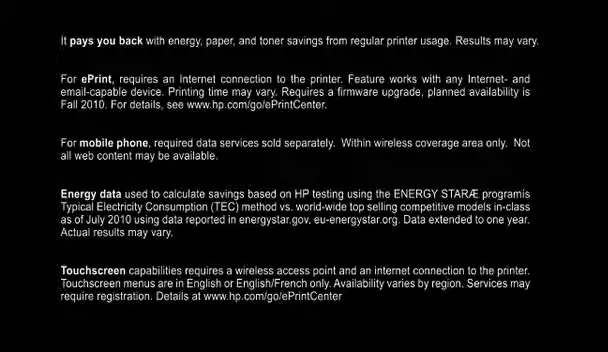 It pays you back with energy, paper, and toner savings from regular printer usage. Results may vary.
For ePrint, requires an Internet connection to the printer. Feature works with any Internet- and
email-capable device. Printing time may vary. Requires a firmware upgrade, planned availability is
Fall 2010. For details, see www.hp.com/go/ePrintCenter.
For mobile phone, required data services sold separately. Within wireless coverage area only. Not
all web content may be available.
Energy data used to calculate savings based on HP testing using the ENERGY STARÆ programís
Typical Electricity Consumption (TEC) method vs. world-wide top selling competitive models in-class
as of July 2010 using data reported in energystar.gov. eu-energystar.org. Data extended to one year.
Actual results may vary.
Touchscreen capabilities requires a wireless access point and an internet connection to the printer.
Touchscreen menus are in English or English/French only. Availability varies by region. Services may
require registration. Details at www.hp.com/go/ePrintCenter